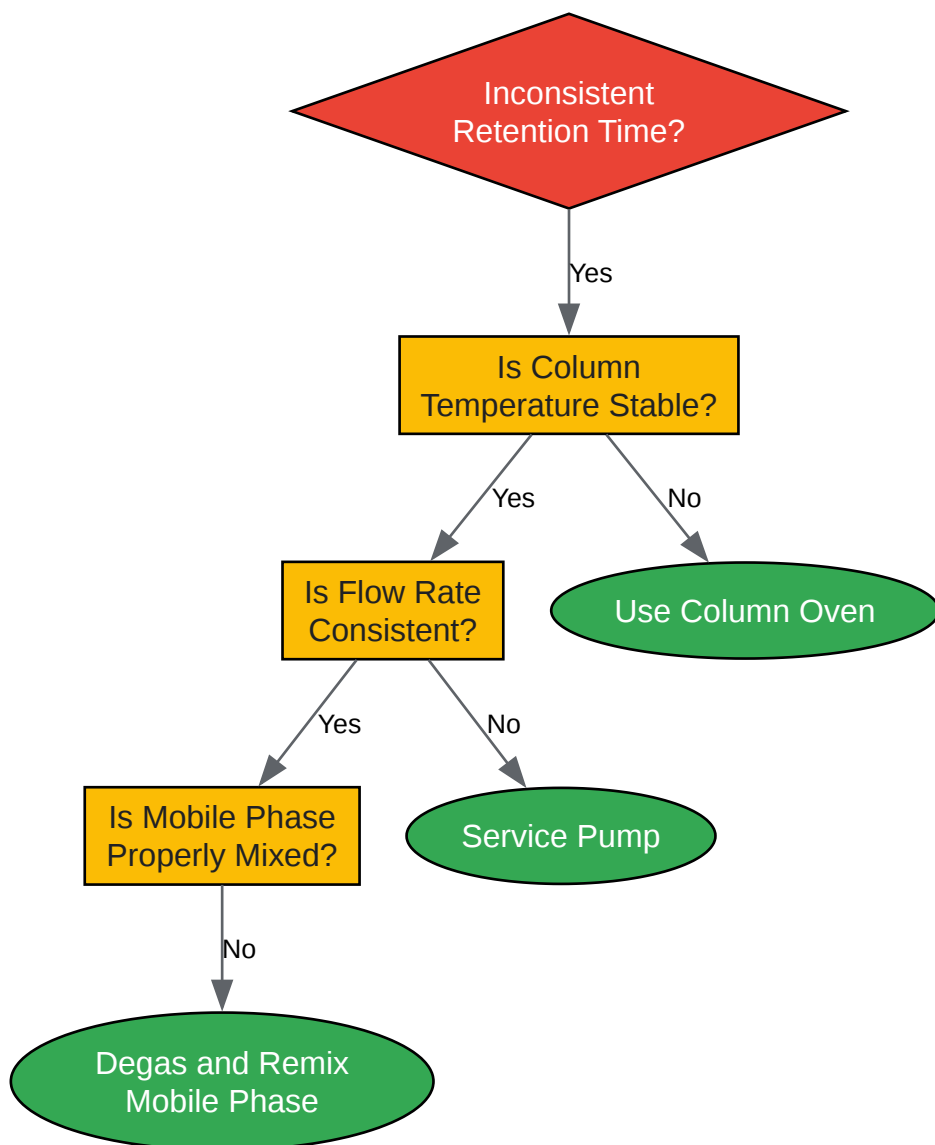 Inconsistent
Retention Time?
Yes
Is Column
Temperature Stable?
Yes
No
Is Flow Rate
Consistent?
Use Column Oven
Yes
No
Is Mobile Phase
Properly Mixed?
Service Pump
No
Degas and Remix
Mobile Phase